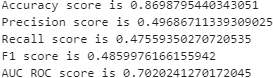 Accuracy score is 0.8698795440343051
Precision score is 0.49686711339309025
Recall score is 0.47559350270720535
F1 score is 0.4859976166155942
AUC ROC score is 0.7020241270172045